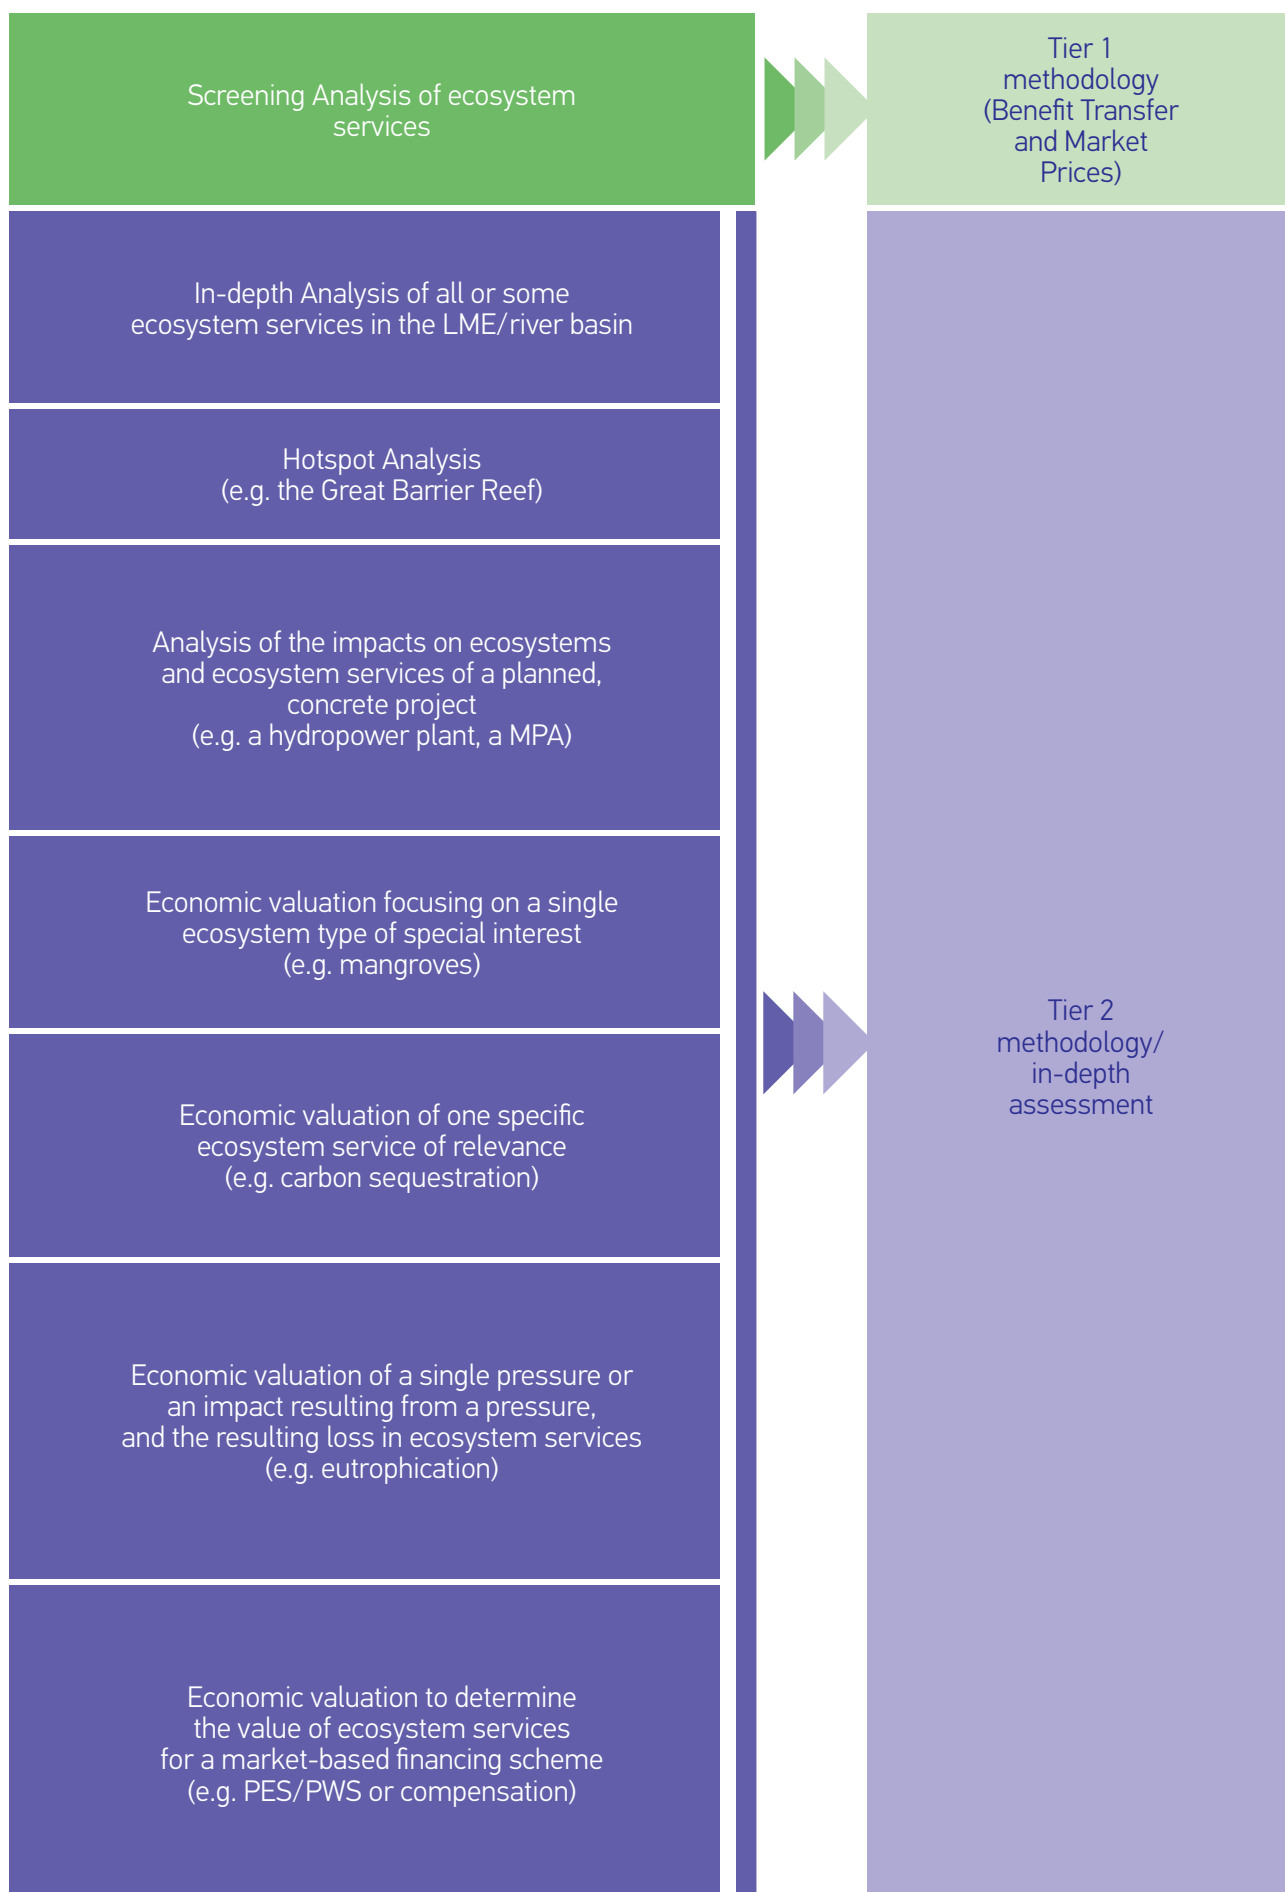 Screening Analysis of ecosystem
services
Tier 1
methodology
(Benefit Transfer
and Market
Prices)
In-depth Analysis of all or some
ecosystem services in the LME/river basin
Hotspot Analysis
(e.g. the Great Barrier Reef)
Analysis of the impacts on ecosystems
and ecosystem services of a planned,
concrete project
(e.g. a hydropower plant, a MPA)
Economic valuation focusing on a single
ecosystem type of special interest
(e.g. mangroves)
Economic valuation of one specific
ecosystem service of relevance
(e.g. carbon sequestration)
Economic valuation of a single pressure or
an impact resulting from a pressure,
and the resulting loss in ecosystem services
(e.g. eutrophication)
Economic valuation to determine
the value of ecosystem services
for a market-based financing scheme
(e.g. PES/PWS or compensation)
Tier 2
methodology/
in-depth
assessment